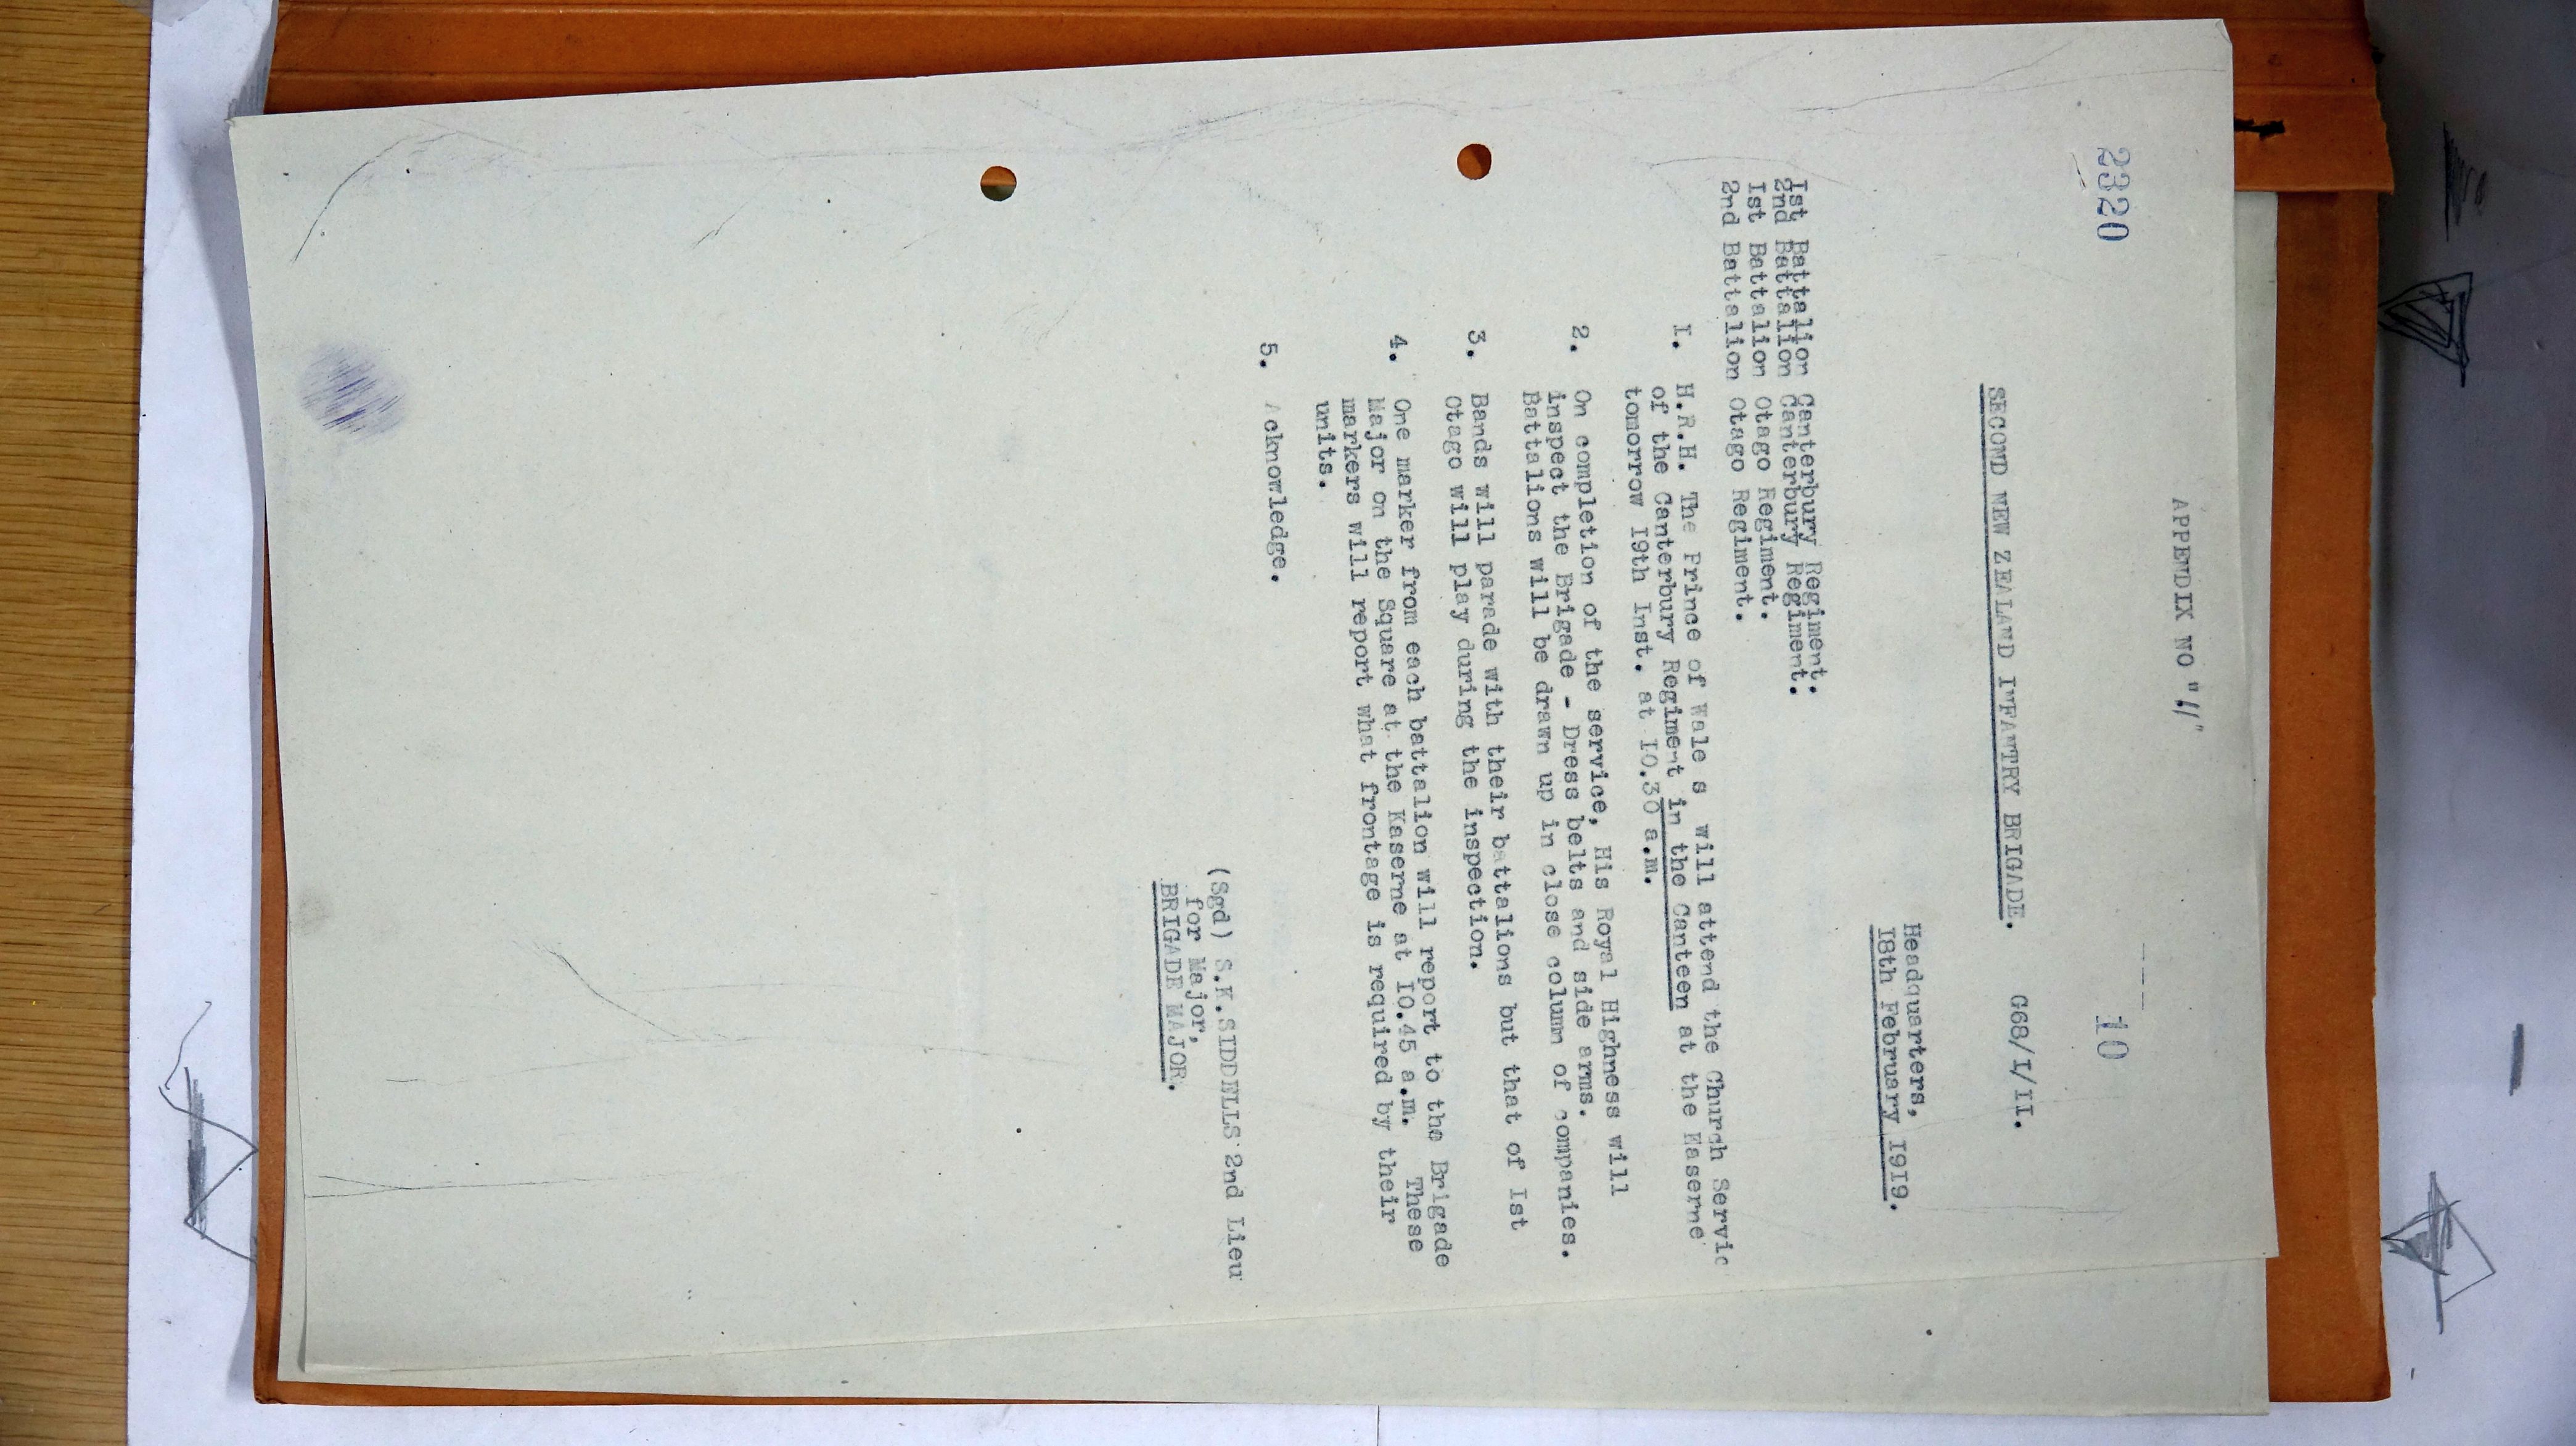 APPENDIX NO "11"
2320
10
SECOND NEW ZEALAND INFANTRY BRIGADE. G68/I/II.
Headquarters,
I8th February I9I9.
Ist Battalion Canterbury Regiment.
2nd Battalion Canterbury Regiment.
Ist Battalion Otago Regiment.
2nd Battalion Otago Regiment.
I. H.R.H. The Prince of Wale s will attend the Church Servic
of the Canterbury Regiment in the Canteen at the Kaserne
tomorrow I9th Inst. at I0.30 a.m.
2. On completion of the service, His Royal Highness will
inspect the Brigade - Dress belts and side arms.
Battalions will be drawn up in close column of companies.
3. Bands will parade with their battalions but that of Ist
Otago will play during the inspection.
4. One marker from each battalion will report to the Brigade
Major on the Square at the Kaserne at I0.45 a.m. These
markers will report what frontage is required by their
units.
5. Acknowledge.
(Sgd) S.K.SIDDELLS 2nd Lieu
for Major,
BRIGADE MAJOR.